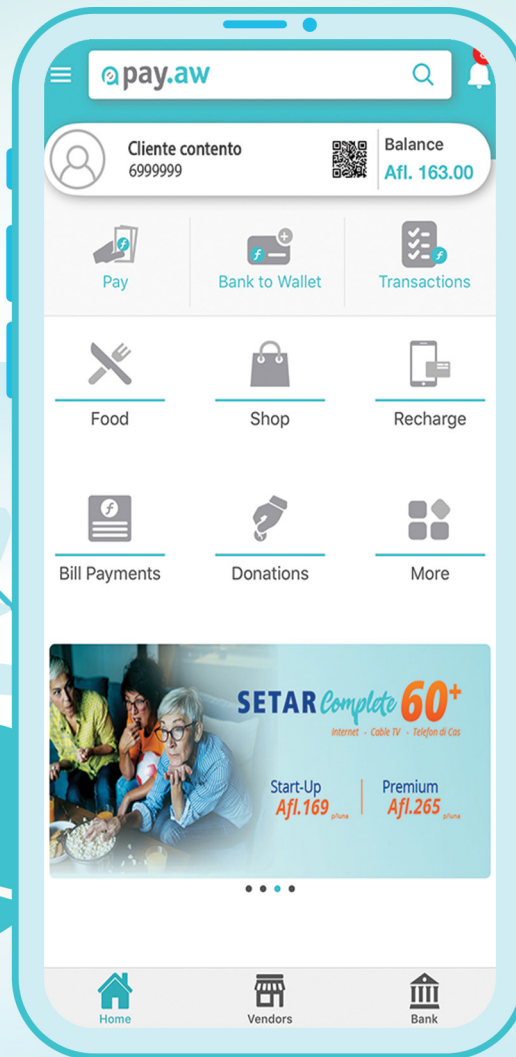 pay.aw
Cliente contento
6999999
Balance
Afl. 163.00
Pay
Bank to Wallet
Transactions
Food
Shop
Recharge
Bill Payments
Donations
More
SETAR Complete 60+
Internet - Cable TV - Telefon di Cas
Start-Up
Afl.169 p/luna
Premium
Afl.265 p/luna
Home
Vendors
Bank